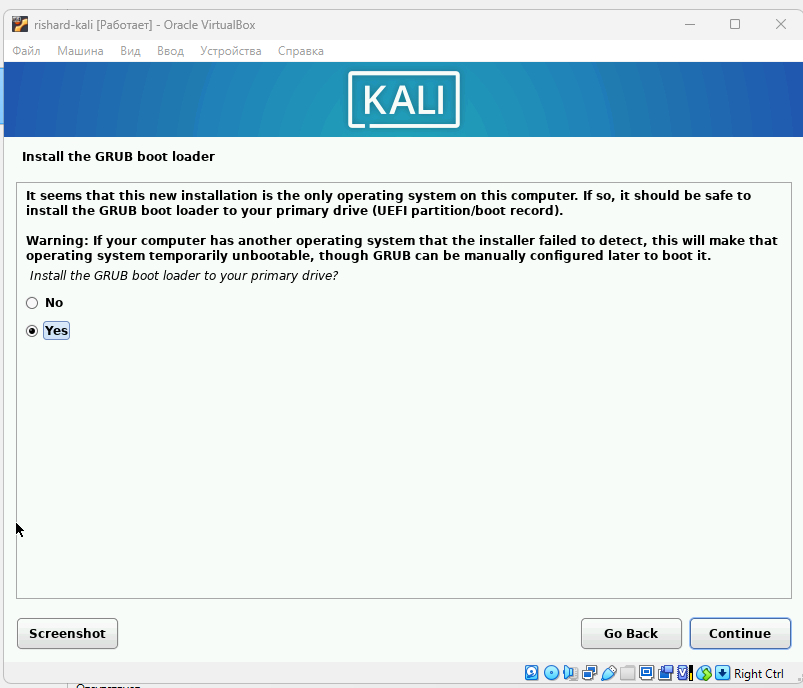 rishard-kali [Работает] - Oracle VirtualBox
Файл Машина Вид Ввод Устройства Справка
KALI
Install the GRUB boot loader
It seems that this new installation is the only operating system on this computer. If so, it should be safe to
install the GRUB boot loader to your primary drive (UEFI partition/boot record).
Warning: If your computer has another operating system that the installer failed to detect, this will make that
operating system temporarily unbootable, though GRUB can be manually configured later to boot it.
Install the GRUB boot loader to your primary drive?
No
Yes
Screenshot Go Back Continue
Right Ctrl